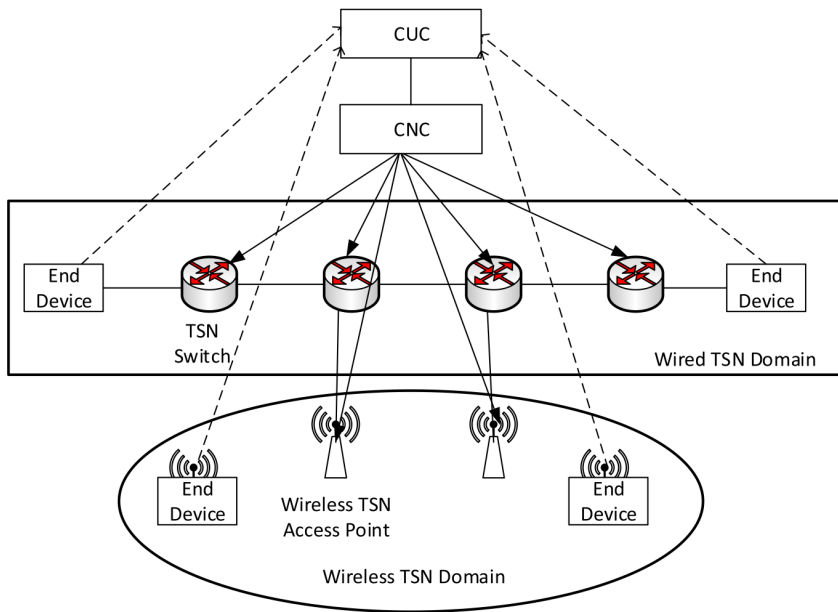 CUC
CNC
End
Device
End
Device
TSN
Switch
Wired TSN Domain
End
Device
End
Device
Wireless TSN
Access Point
Wireless TSN Domain